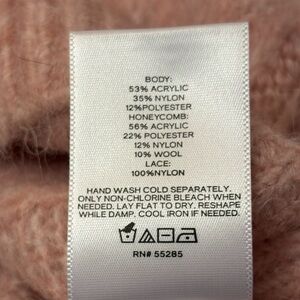 BODY:
53% ACRYLIC
35% NYLON
12%POLYESTER
HONEYCOMB:
56% ACRYLIC
22% POLYESTER
12% NYLON
10% WOOL
LACE:
100%NYLON
HAND WASH COLD SEPARATELY.
ONLY NON-CHLORINE BLEACH WHEN
NEEDED. LAY FLAT TO DRY. RESHAPE
WHILE DAMP. COOL IRON IF NEEDED.
RN# 55285